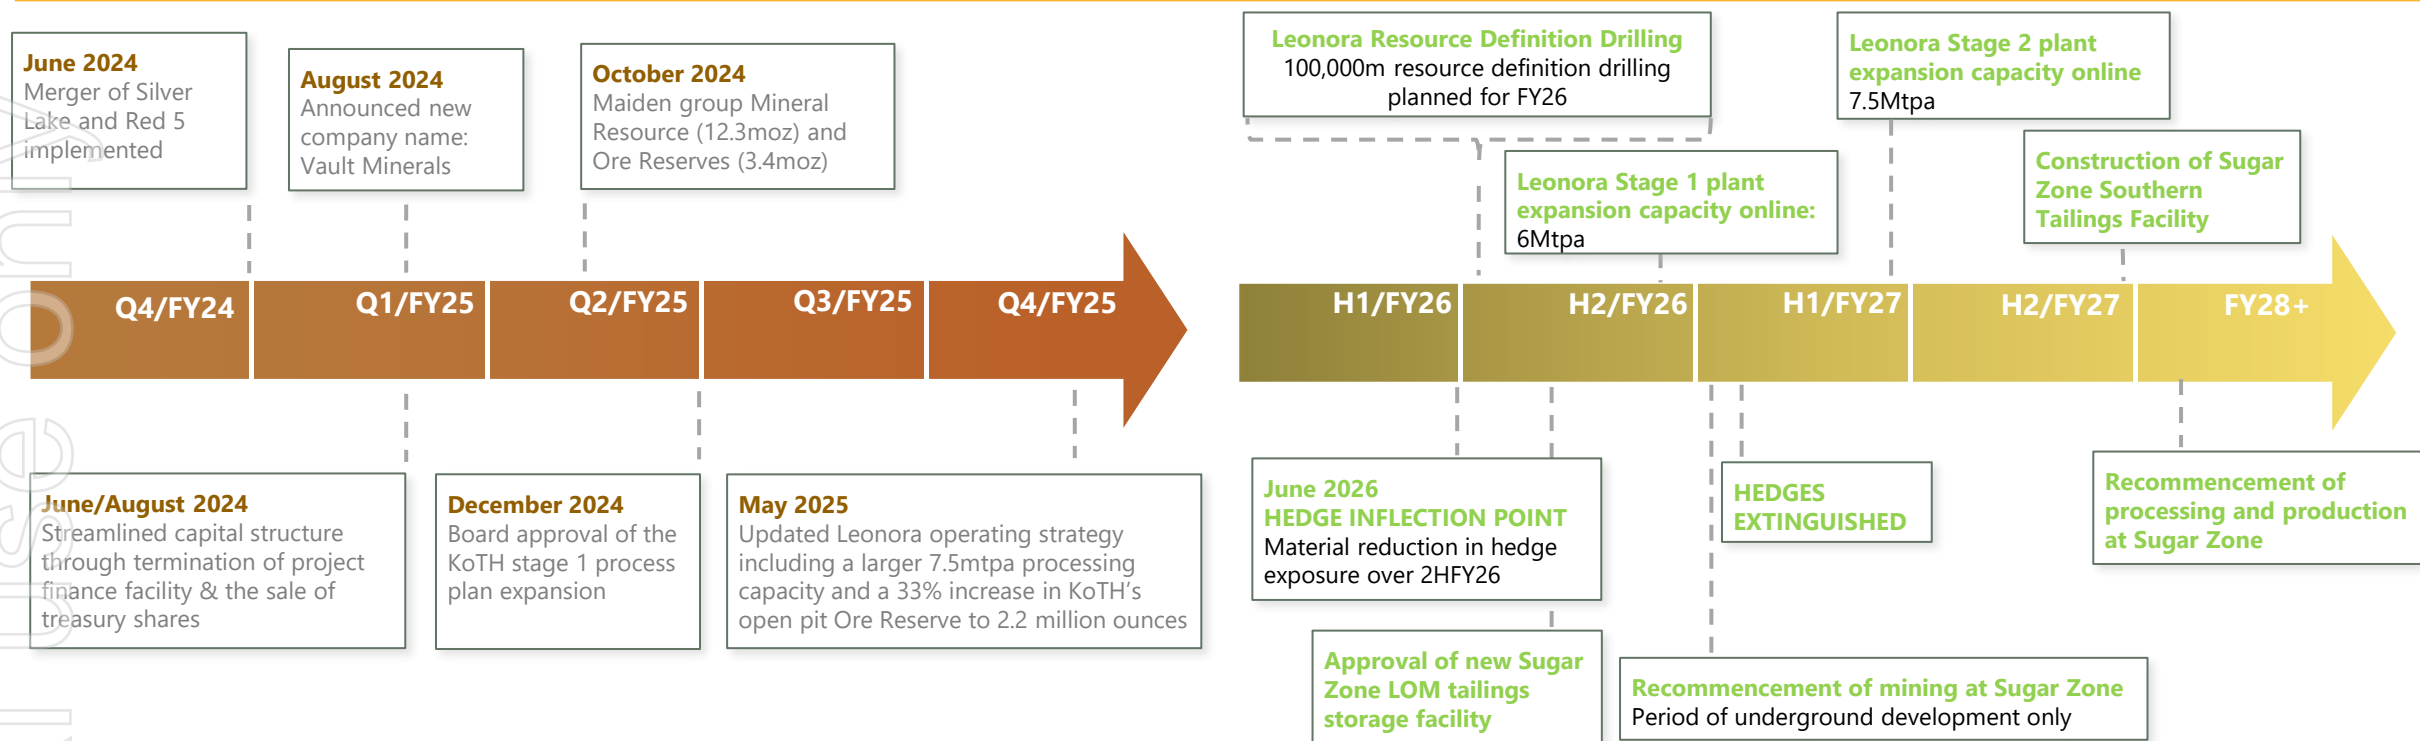 June 2024
Merger of Silver
Lake and Red 5
implemented
August 2024
Announced new
company name:
Vault Minerals
October 2024
Maiden group Mineral
Resource (12.3moz) and
Ore Reserves (3.4moz)
Leonora Resource Definition Drilling
100,000m resource definition drilling
planned for FY26
Leonora Stage 1 plant
expansion capacity online:
6Mtpa
Leonora Stage 2 plant
expansion capacity online
7.5Mtpa
Construction of Sugar
Zone Southern
Tailings Facility
Q4/FY24
Q1/FY25
Q2/FY25
Q3/FY25
Q4/FY25
H1/FY26
H2/FY26
H1/FY27
H2/FY27
FY28+
June/August 2024
Streamlined capital structure
through termination of project
finance facility & the sale of
treasury shares
December 2024
Board approval of the
KoTH stage 1 process
plan expansion
May 2025
Updated Leonora operating strategy
including a larger 7.5mtpa processing
capacity and a 33% increase in KoTH's
open pit Ore Reserve to 2.2 million ounces
June 2026
HEDGE INFLECTION POINT
Material reduction in hedge
exposure over 2HFY26
Approval of new Sugar
Zone LOM tailings
storage facility
HEDGES
EXTINGUISHED
Recommencement of mining at Sugar Zone
Period of underground development only
Recommencement of
processing and production
at Sugar Zone
use only